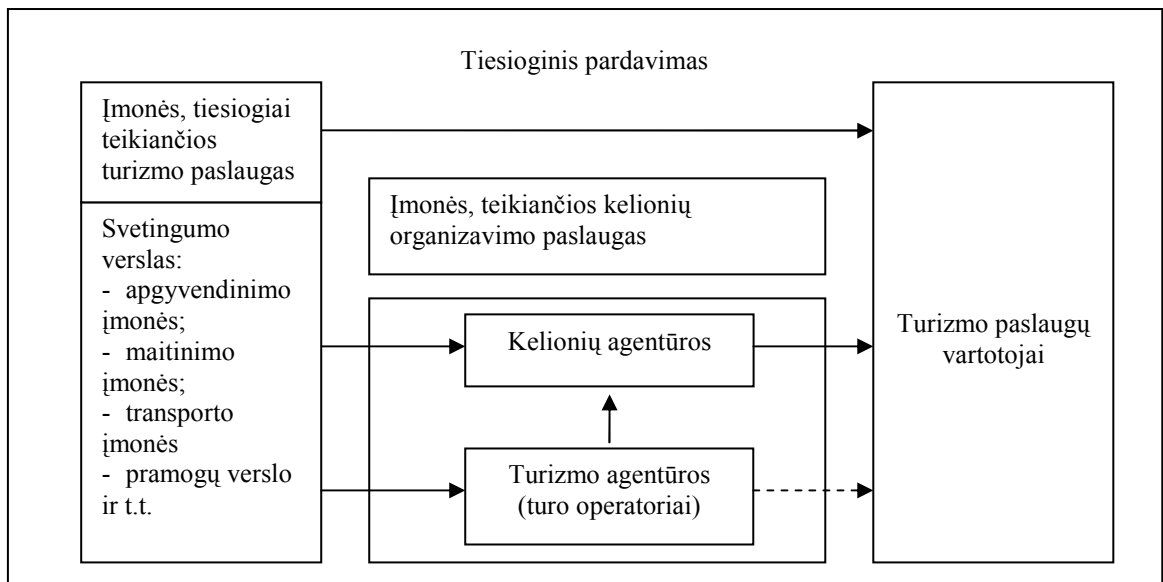 Tiesioginis pardavimas
Įmonės, tiesiogiai
teikiančios
turizmo paslaugas
Įmonės, teikiančios kelionių
organizavimo paslaugas
Svetingumo
verslas:
- apgyvendinimo
įmonės;
- maitinimo
įmonės;
- transporto
įmonės
- pramogų verslo
ir t.t.
Kelionių agentūros
Turizmo agentūros
(turo operatoriai)
Turizmo paslaugų
vartotojai